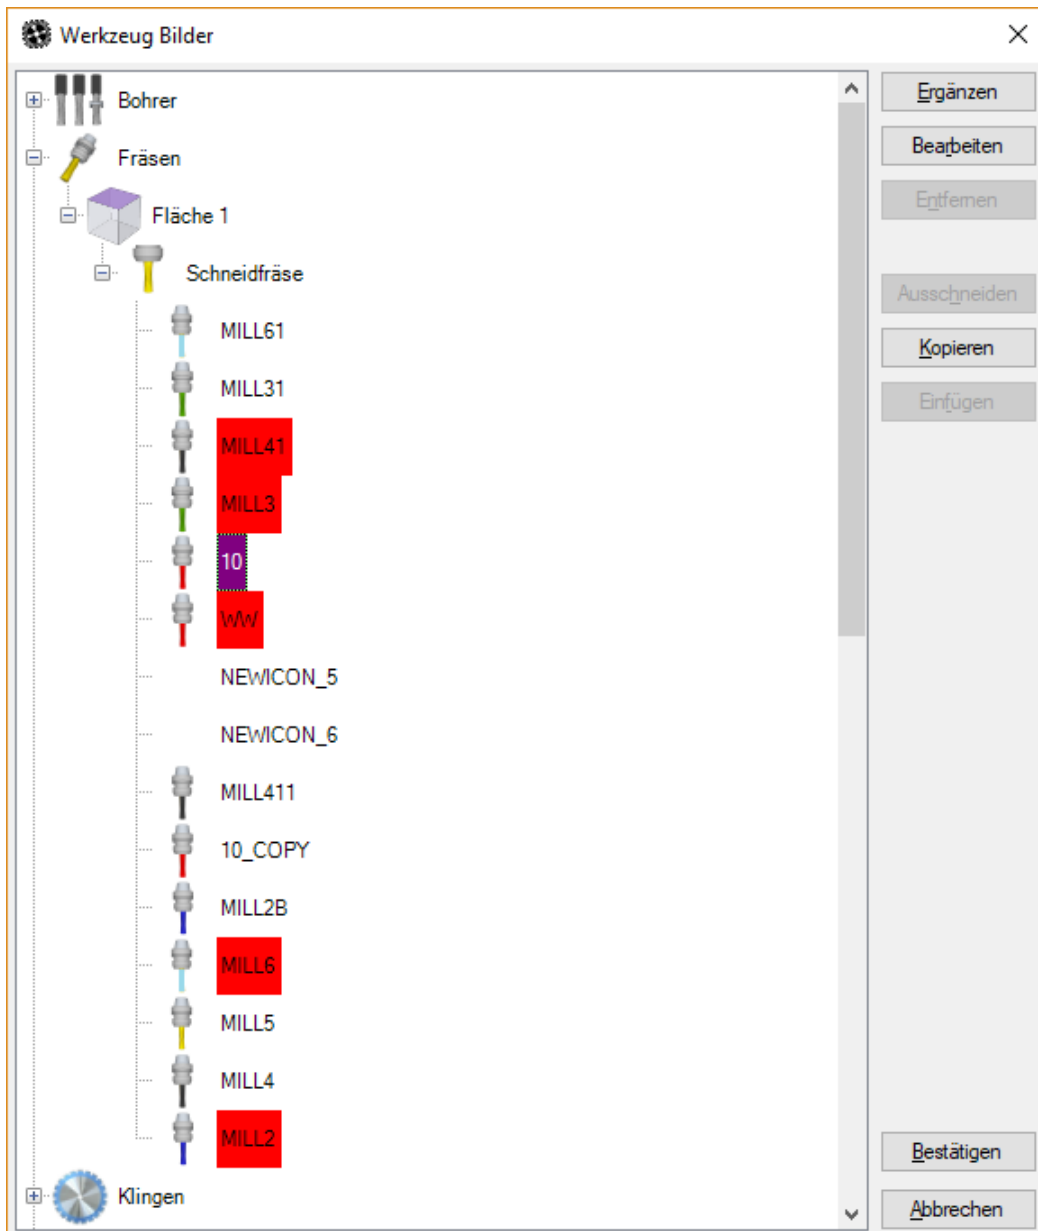 Werkzeug Bilder
Bohrer
Fräsen
Fläche 1
Schneidfräse
MILL61
MILL31
MILL41
MILL3
10
WW
NEWICON_5
NEWICON_6
MILL411
10_COPY
MILL2B
MILL6
MILL5
MILL4
MILL2
Klingen
Ergänzen
Bearbeiten
Entfernen
Ausschneiden
Kopieren
Einfügen
Bestätigen
Abbrechen